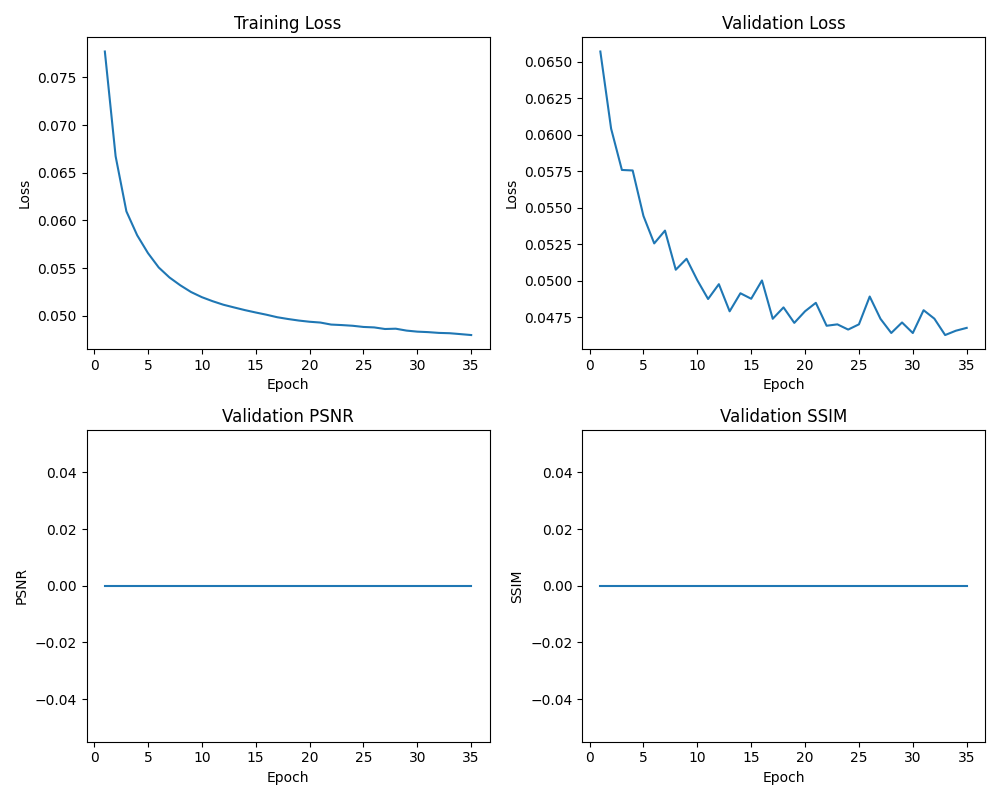 Training Loss
Validation Loss
0.075
0.070
0.065
0.060
0.055
0.050
Loss
0 5 10 15 20 25 30 35
Epoch
0.0650
0.0625
0.0600
0.0575
0.0550
0.0525
0.0500
0.0475
Loss
0 5 10 15 20 25 30 35
Epoch
Validation PSNR
Validation SSIM
0.04
0.02
0.00
−0.02
−0.04
PSNR
0 5 10 15 20 25 30 35
Epoch
0.04
0.02
0.00
−0.02
−0.04
SSIM
0 5 10 15 20 25 30 35
Epoch